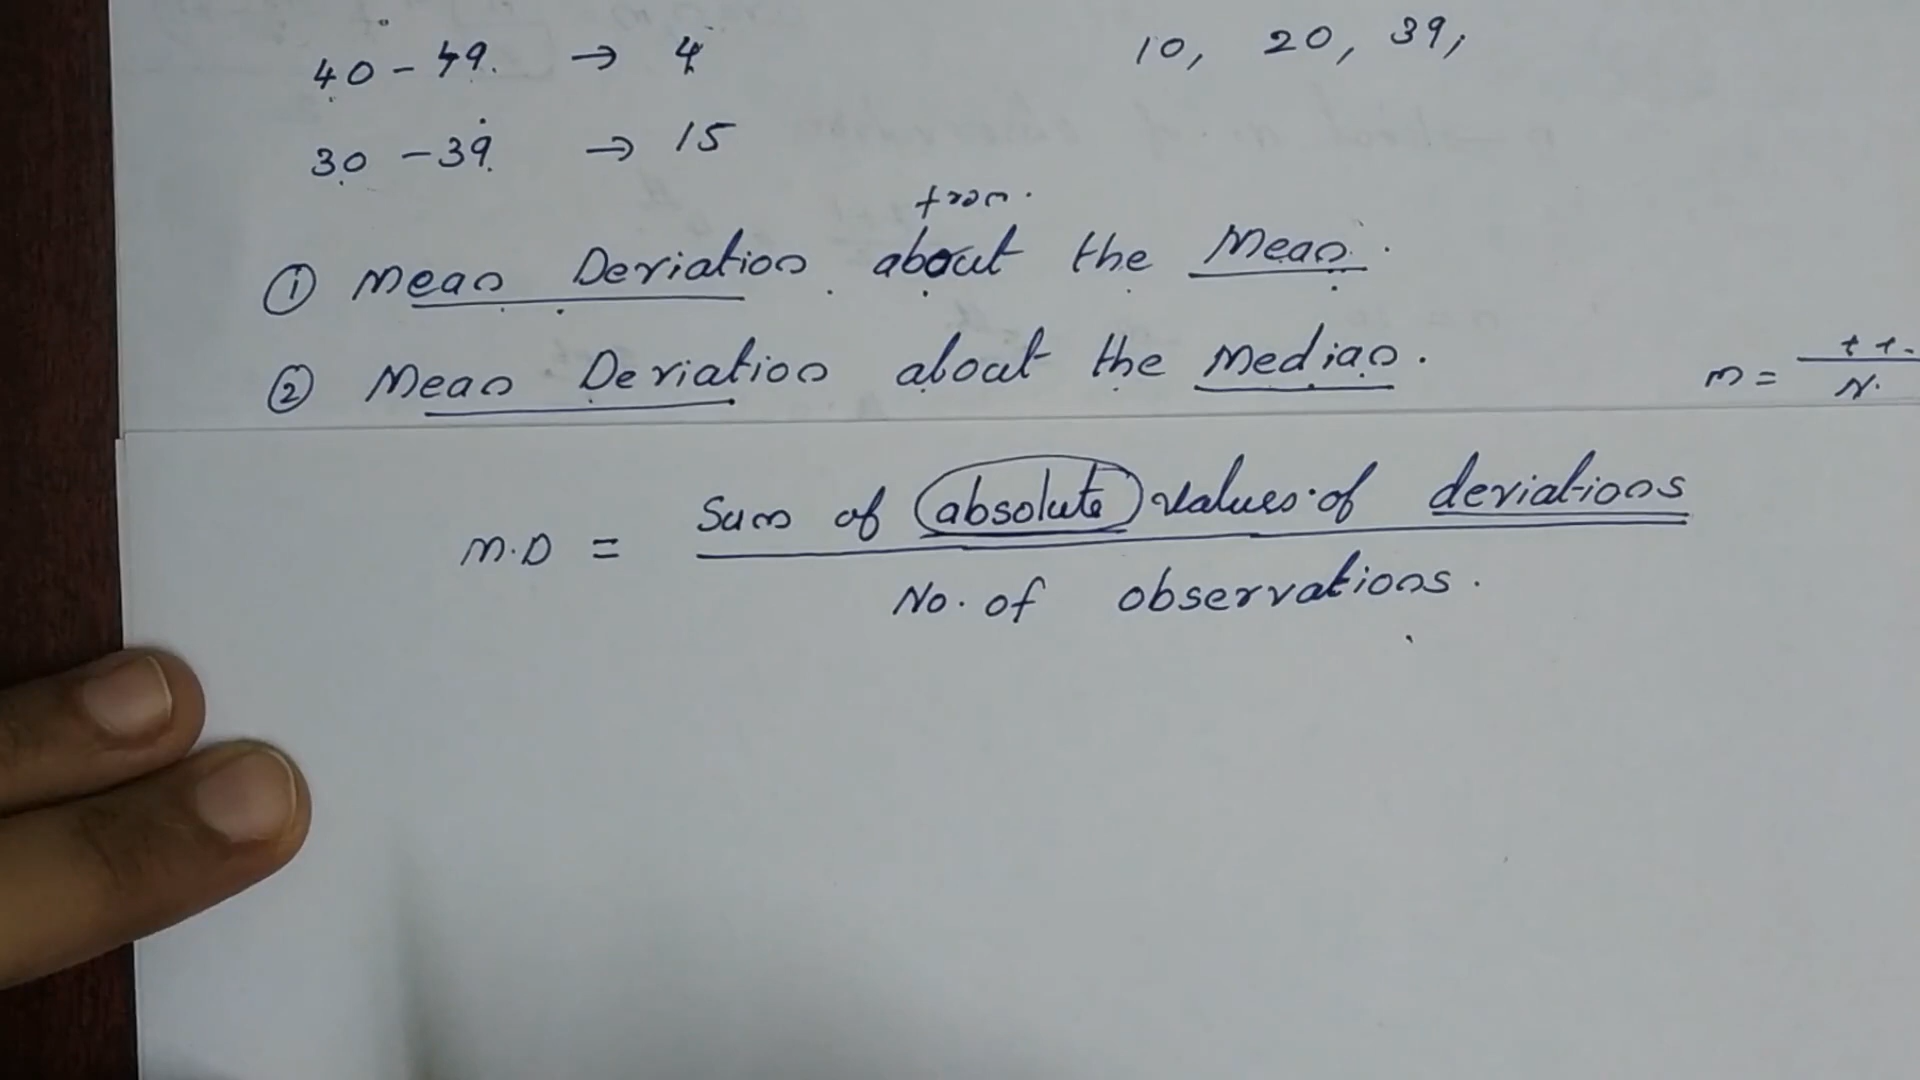 40 - 49. → 4
10, 20, 39,
30 - 39 → 15
from.
① Mean Deviation about the Mean.
② Mean Deviation about the Median.
m = + +. / N.
M.D = Sum of absolute values of deviations
No. of observations.